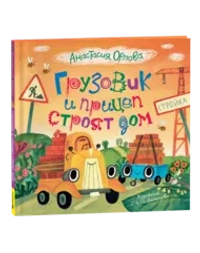 Анастасия Орлова
Грузовик
и прицеп
строят дом
СТРОЙКА